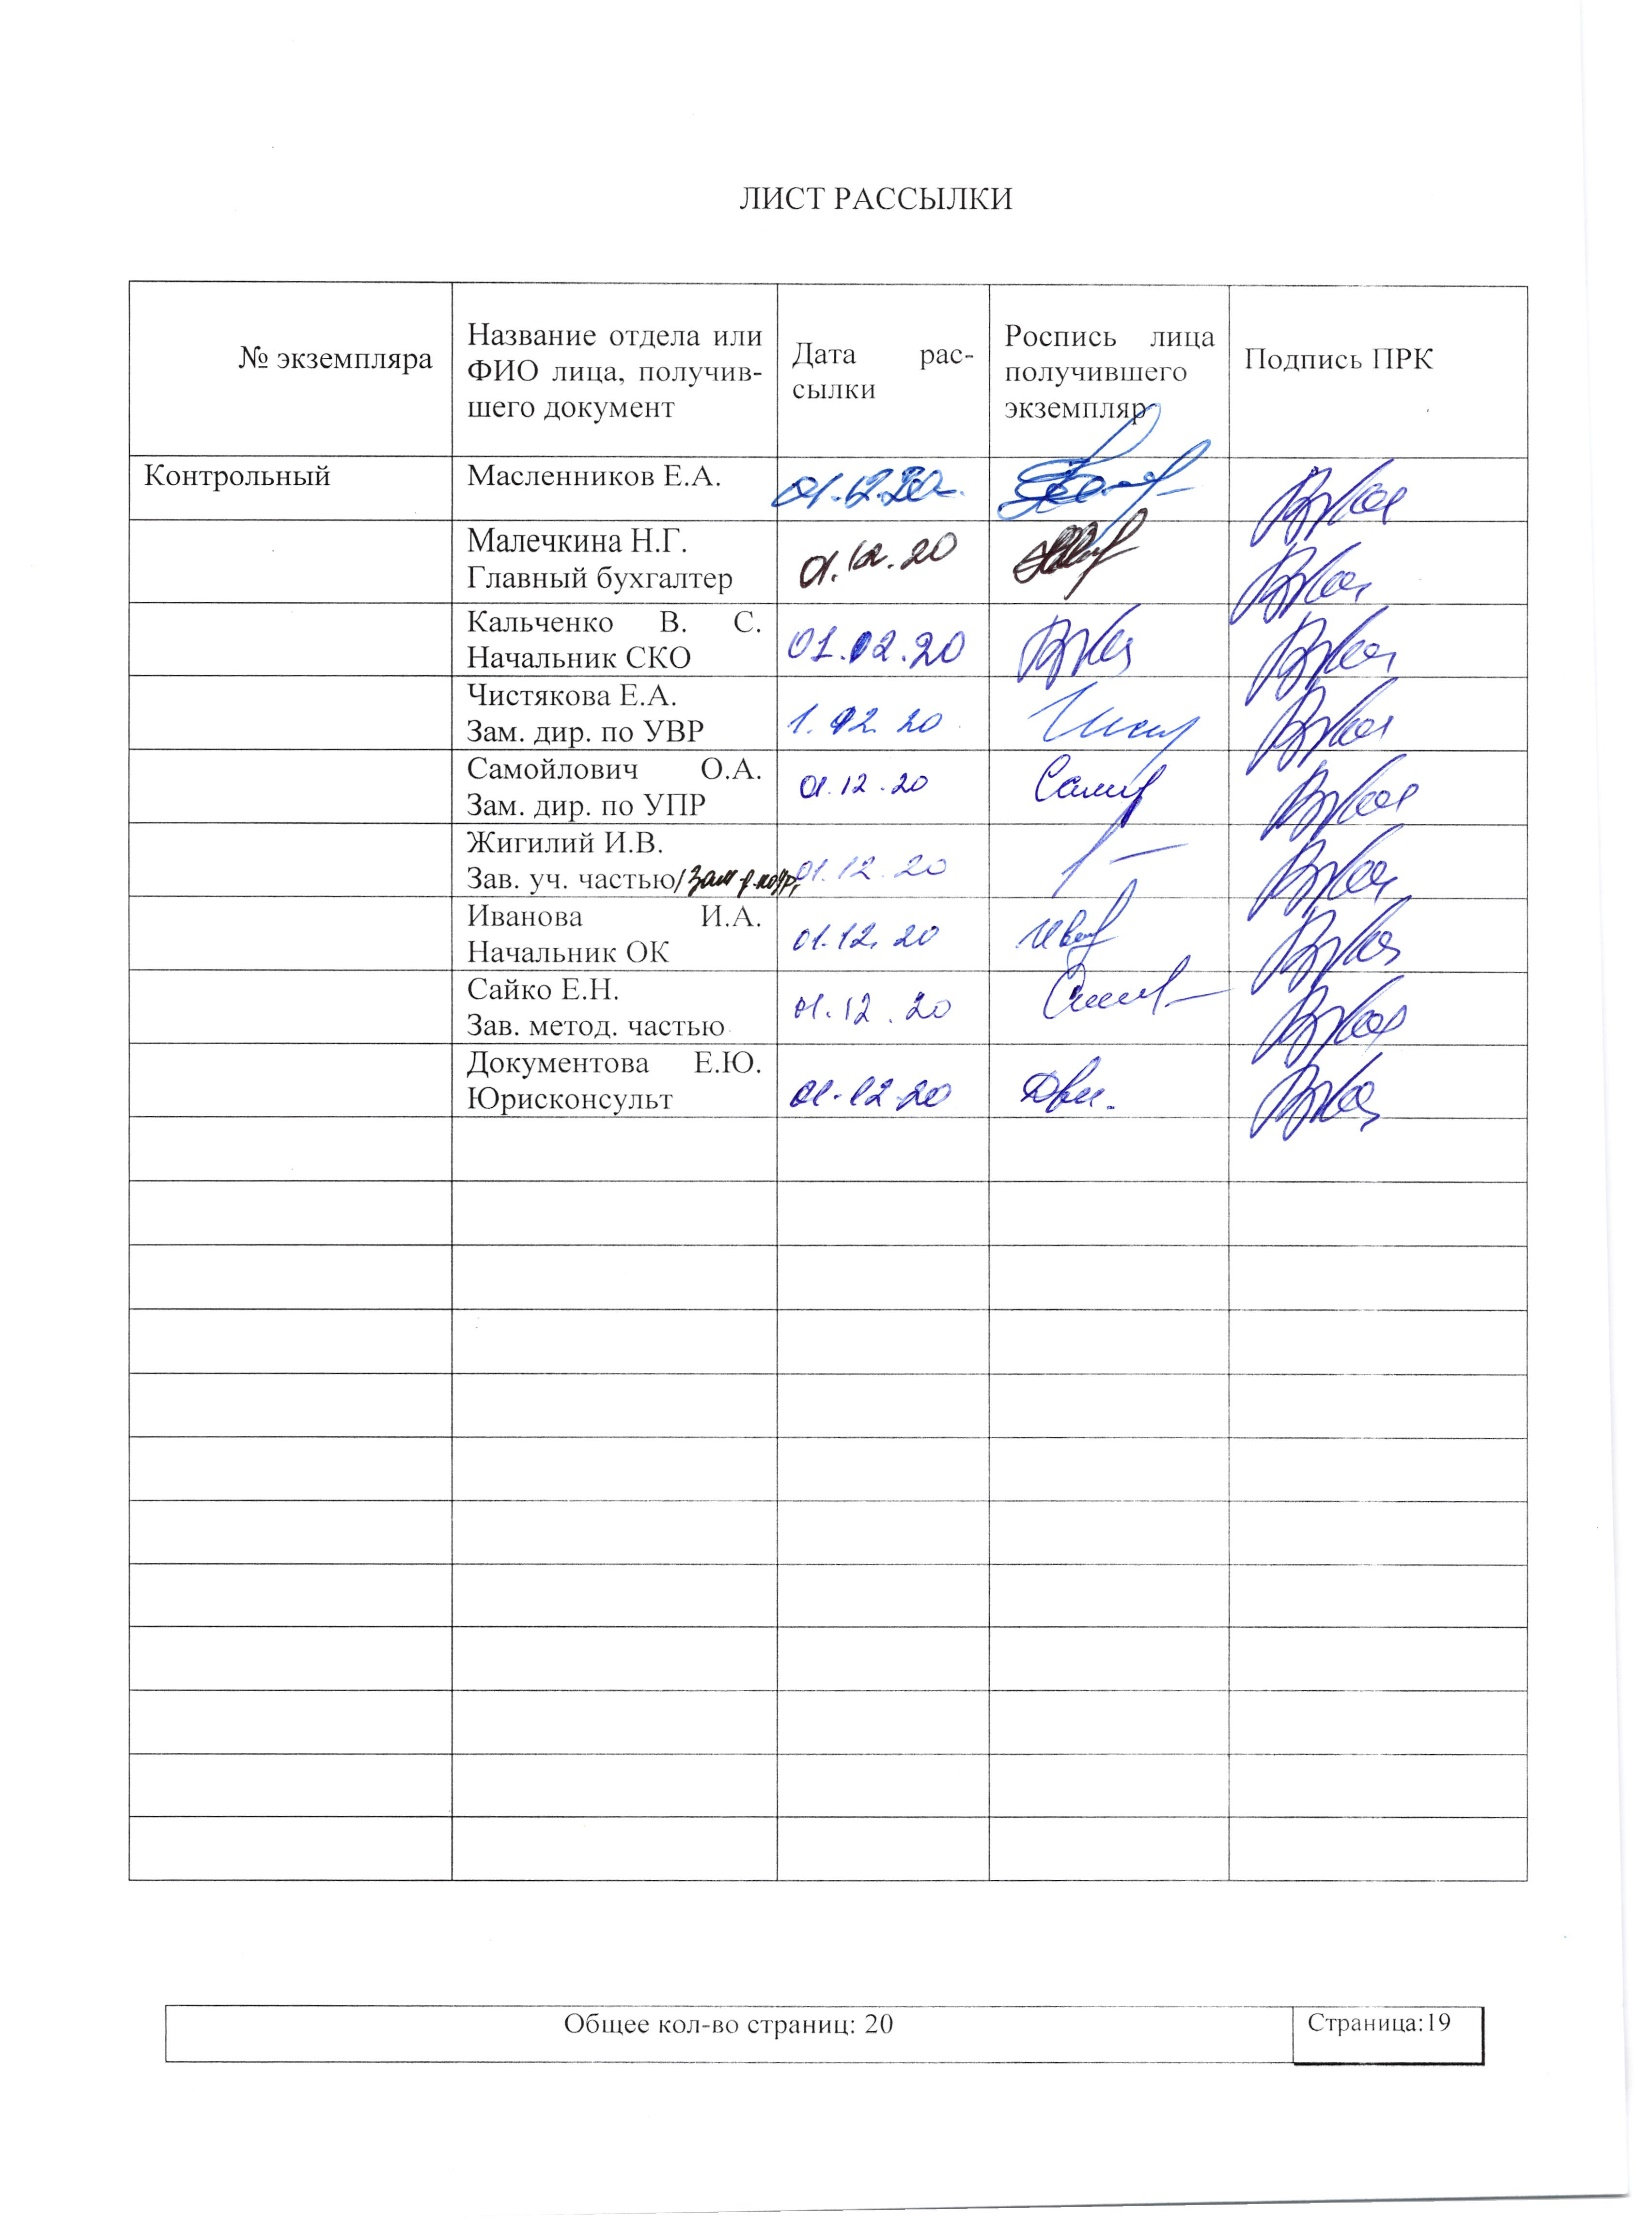 ЛИСТ РАССЫЛКИ
№ экземпляра
Название отдела или
ФИО лица, получив-
шего документ
Дата рас-
сылки
Роспись лица
получившего
экземпляр
Подпись ПРК
Контрольный
Масленников Е.А.
01.12.20
Малечкина Н.Г.
Главный бухгалтер
01.12.20
Кальченко В. С.
Начальник СКО
01.12.20
Чистякова Е.А.
Зам. дир. по УВР
1.12.20
Самойлович О.А.
Зам. дир. по УПР
01.12.20
Жигилий И.В.
Зав. уч. частью/
01.12.20
Иванова И.А.
Начальник ОК
01.12.20
Сайко Е.Н.
Зав. метод. частью
01.12.20
Документова Е.Ю.
Юрисконсульт
01.12.20
Общее кол-во страниц: 20
Страница:19